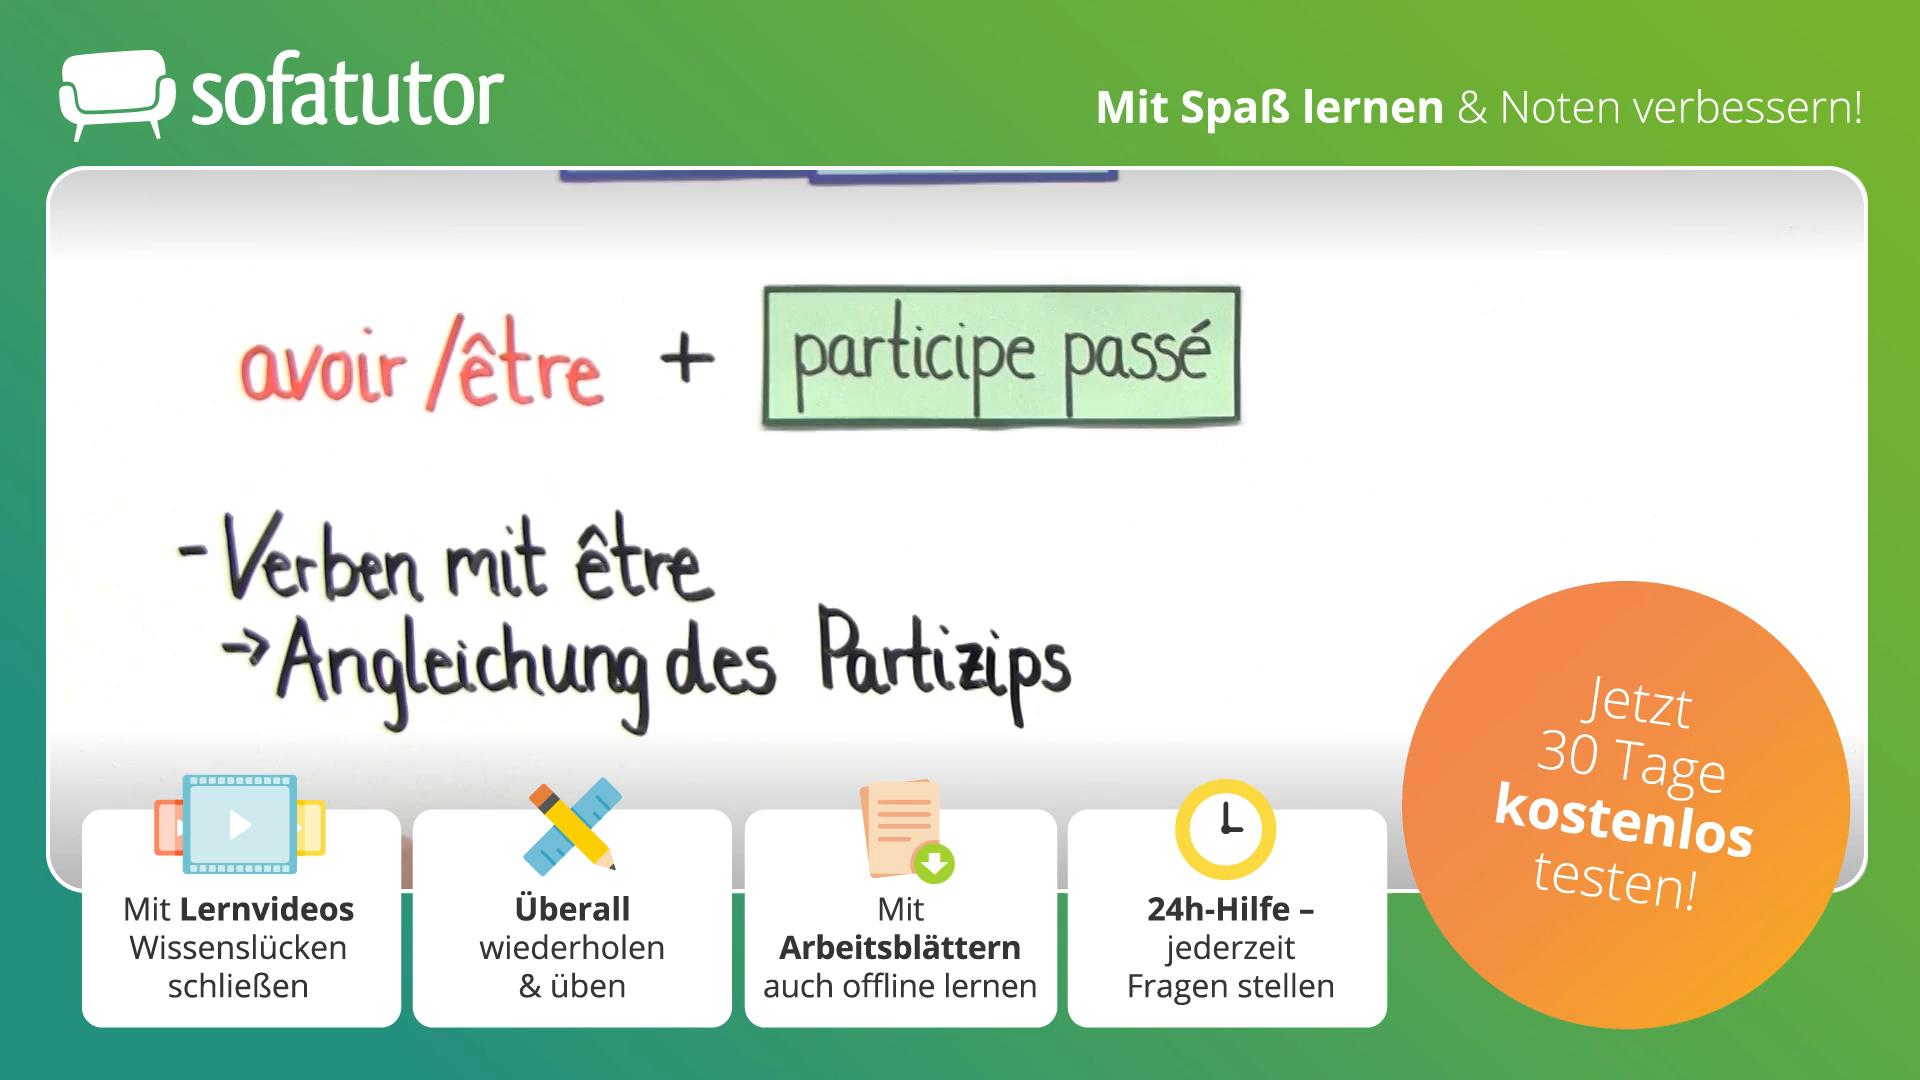 sofatutor
Mit Spaß lernen & Noten verbessern!
avoir /être + participe passé
- Verben mit être
→ Angleichung des Partizips
Mit Lernvideos
Wissenslücken
schließen
Überall
wiederholen
& üben
Mit
Arbeitsblättern
auch offline lernen
24h-Hilfe –
jederzeit
Fragen stellen
Jetzt
30 Tage
kostenlos
testen!